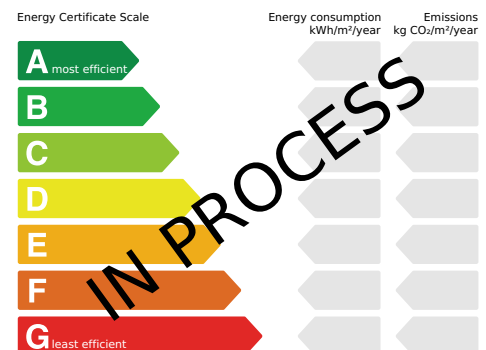 Energy Certificate Scale
Energy consumption
kWh/m²/year
Emissions
kg CO₂/m²/year
A most efficient
B
C
D
E
F
G least efficient
IN PROCESS